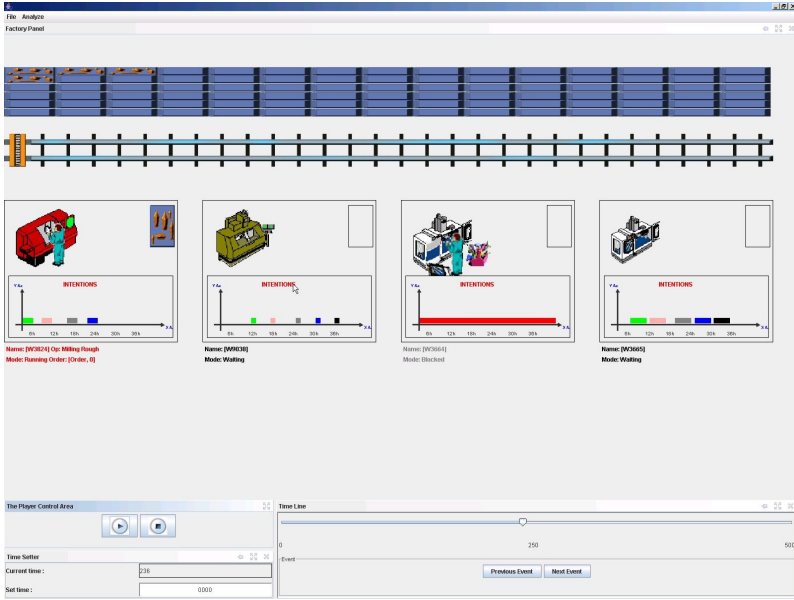 File Analyze
Factory Panel
INTENTIONS
INTENTIONS
INTENTIONS
INTENTIONS
6h 12h 18h 24h 30h 36h
6h 12h 18h 24h 30h 36h
6h 12h 18h 24h 30h 36h
6h 12h 18h 24h 30h 36h
Name: [W3824] Op: Milling Rough
Name: [W9038]
Name: [W3664]
Name: [W3665]
Mode: Running Order: [Order, 0]
Mode: Waiting
Mode: Blocked
Mode: Waiting
The Player Control Area
Time Line
0 250 500
Time Setter
Event
Current time : 236
Previous Event Next Event
Set time : 0000